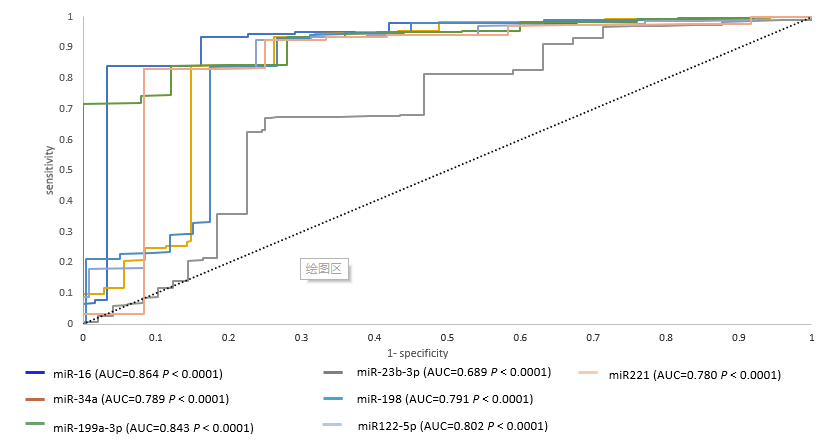 1
0.9
0.8
0.7
0.6
0.5
0.4
0.3
0.2
0.1
0
sensitivity
绘图区
0 0.1 0.2 0.3 0.4 0.5 0.6 0.7 0.8 0.9 1
1- specificity
miR-16 (AUC=0.864 P < 0.0001)
miR-23b-3p (AUC=0.689 P < 0.0001)
miR221 (AUC=0.780 P < 0.0001)
miR-34a (AUC=0.789 P < 0.0001)
miR-198 (AUC=0.791 P < 0.0001)
miR-199a-3p (AUC=0.843 P < 0.0001)
miR122-5p (AUC=0.802 P < 0.0001)